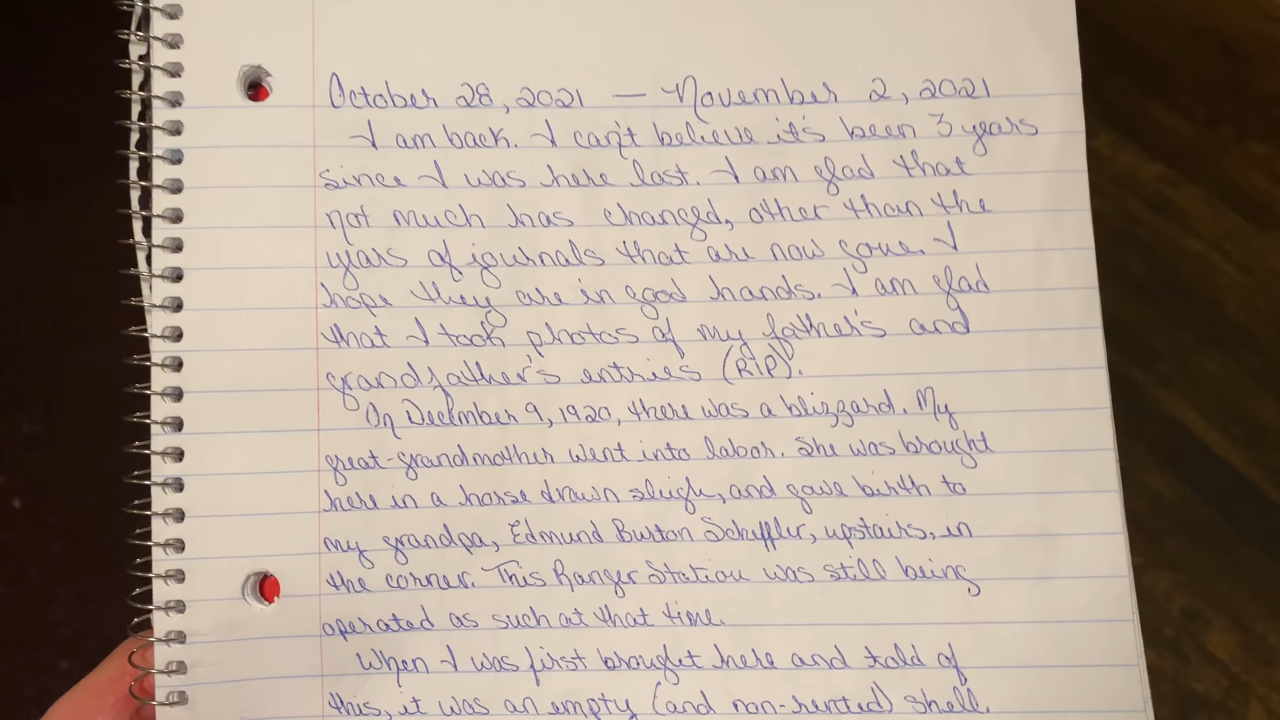 October 28, 2021 — November 2, 2021
I am back. I can't believe it's been 3 years
since I was here last. I am glad that
not much has changed, other than the
years of journals that are now gone. I
hope they are in good hands. I am glad
that I took photos of my father's and
grandfather's entries (RIP).
On December 9, 1920, there was a blizzard. My
great-grandmother went into labor. She was brought
here in a horse drawn sleigh, and gave birth to
my grandpa, Edmund Burton Scheffler, upstairs, in
the corner. This Ranger Station was still being
operated as such at that time.
When I was first brought here and told of
this, it was an empty (and non-rented) shell.